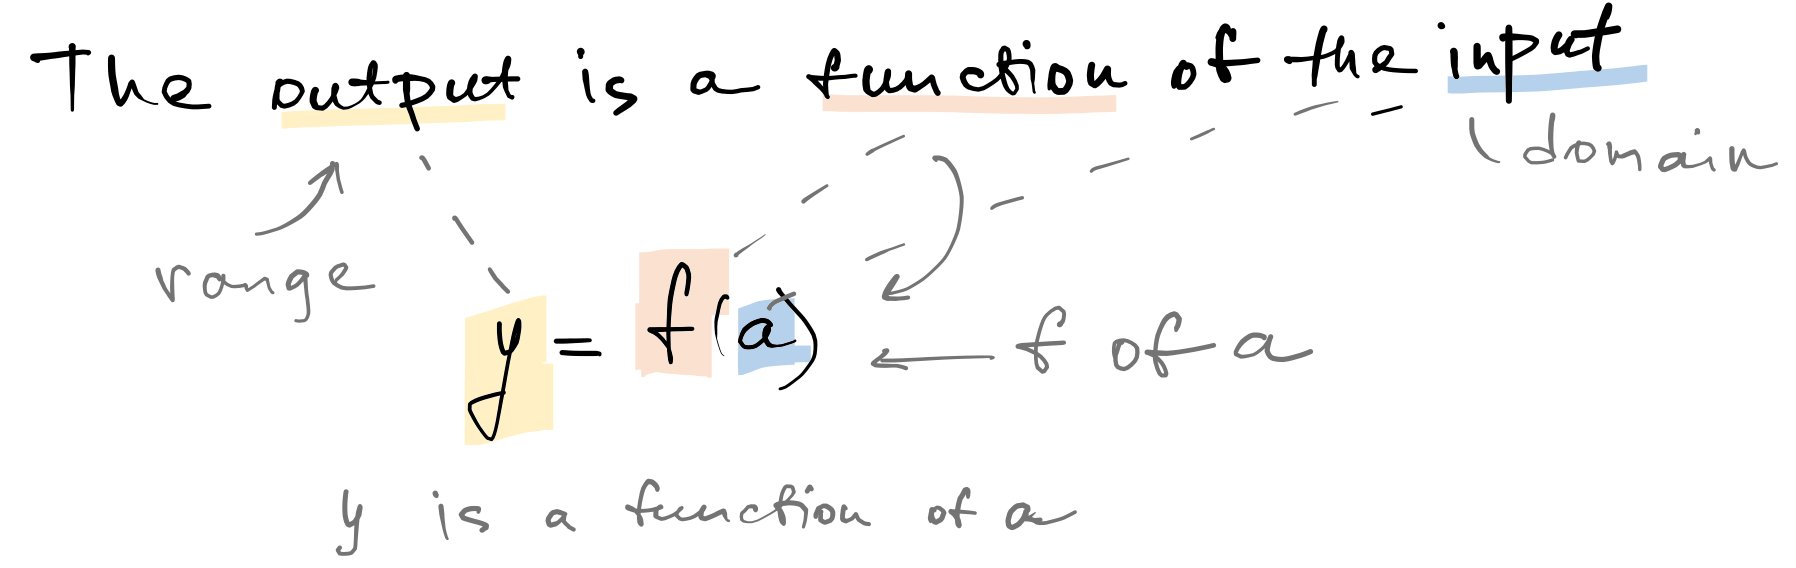 The output is a function of the input
domain
range
y = f(a)
f of a
y is a function of a